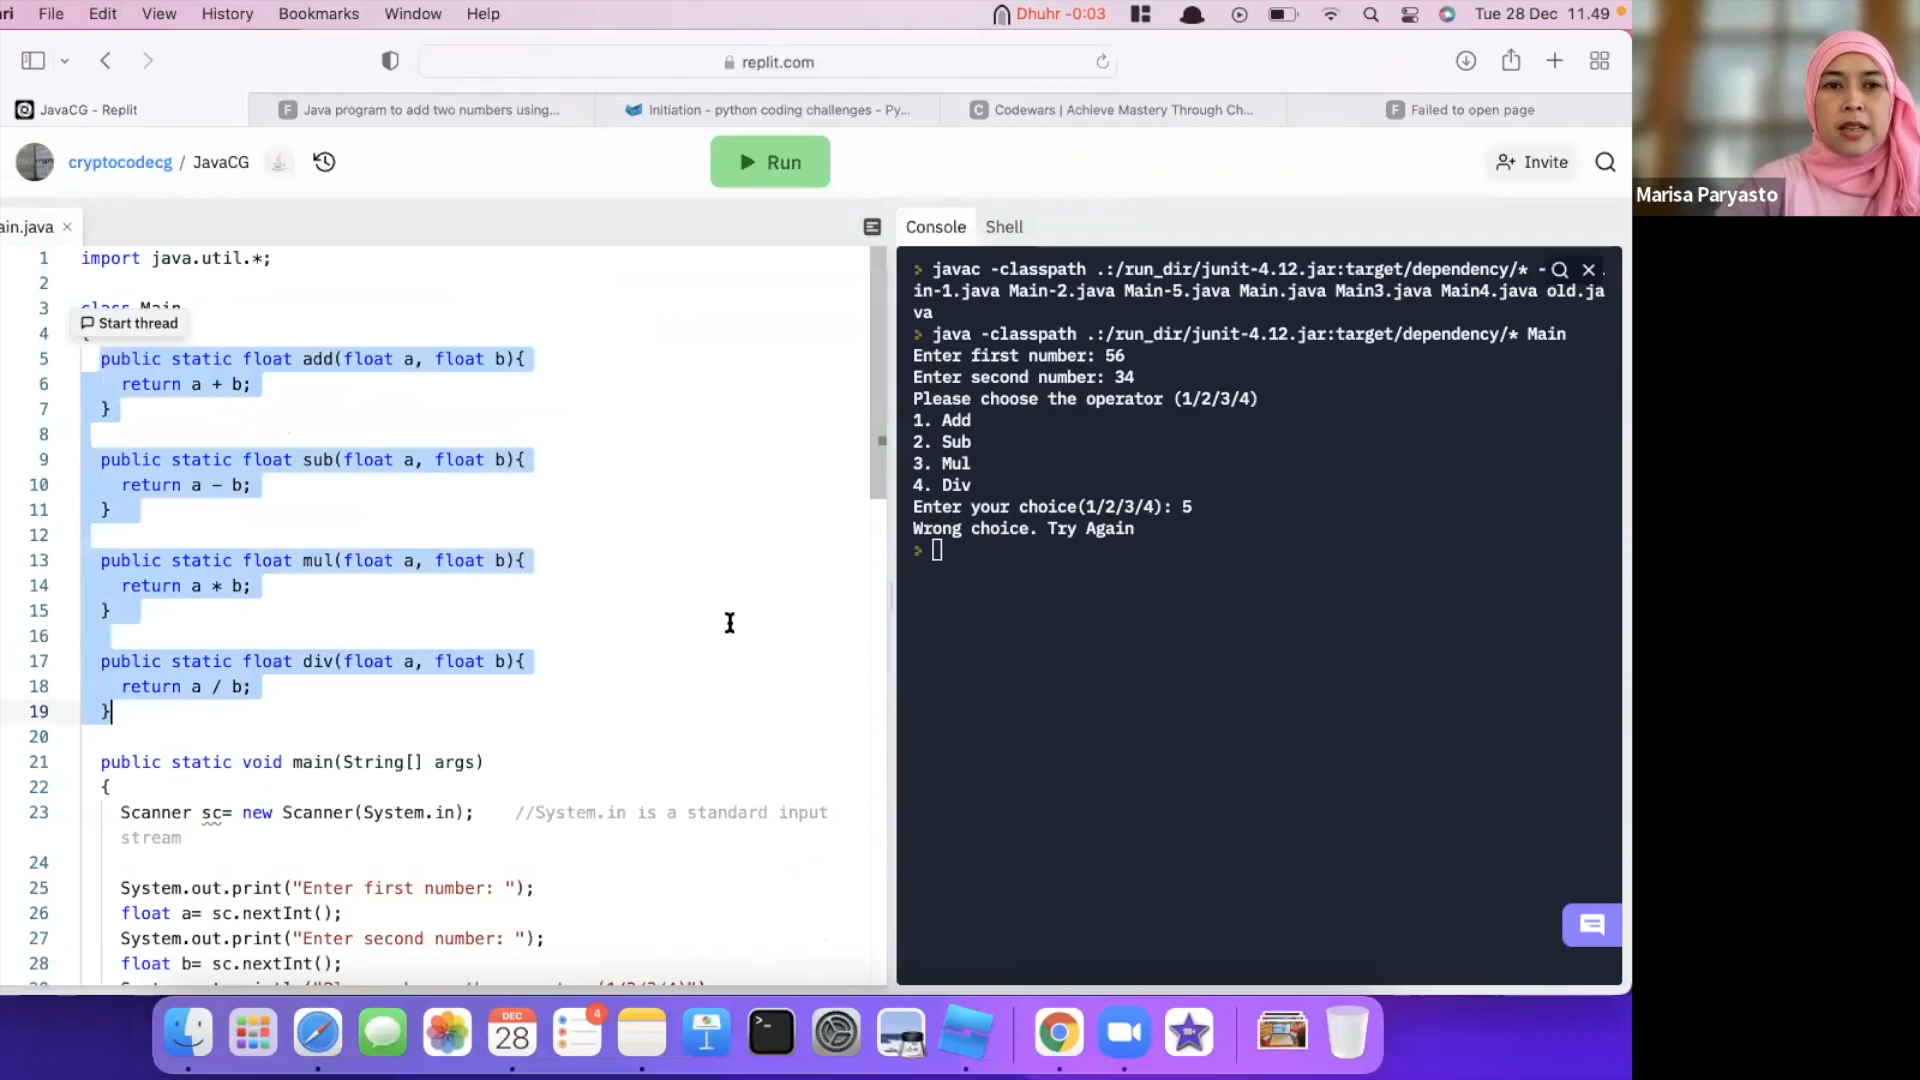 ri File Edit View History Bookmarks Window Help Dhuhr -0:03 Tue 28 Dec 11.49
replit.com
JavaCG - Replit
Java program to add two numbers using...
Initiation - python coding challenges - Py...
Codewars | Achieve Mastery Through Ch...
Failed to open page
cryptocodecg / JavaCG
Run
Invite
Marisa Paryasto
ain.java
1 import java.util.*;
2
3 class Main
Start thread
4 {
5 public static float add(float a, float b){
6 return a + b;
7 }
8
9 public static float sub(float a, float b){
10 return a - b;
11 }
12
13 public static float mul(float a, float b){
14 return a * b;
15 }
16
17 public static float div(float a, float b){
18 return a / b;
19 }
20
21 public static void main(String[] args)
22 {
23 Scanner sc= new Scanner(System.in); //System.in is a standard input
stream
24
25 System.out.print("Enter first number: ");
26 float a= sc.nextInt();
27 System.out.print("Enter second number: ");
28 float b= sc.nextInt();
Console Shell
> javac -classpath .:/run_dir/junit-4.12.jar:target/dependency/* -
in-1.java Main-2.java Main-5.java Main.java Main3.java Main4.java old.ja
va
> java -classpath .:/run_dir/junit-4.12.jar:target/dependency/* Main
Enter first number: 56
Enter second number: 34
Please choose the operator (1/2/3/4)
1. Add
2. Sub
3. Mul
4. Div
Enter your choice(1/2/3/4): 5
Wrong choice. Try Again
>
DEC
28
4